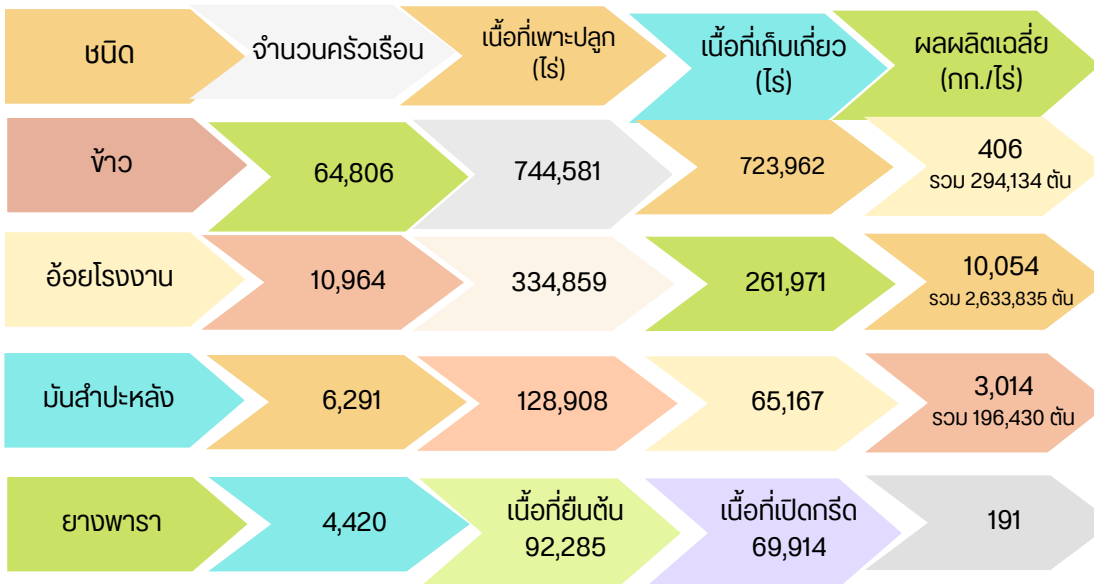 ชนิด
จำนวนครัวเรือน
เนื้อที่เพาะปลูก
(ไร่)
เนื้อที่เก็บเกี่ยว
(ไร่)
ผลผลิตเฉลี่ย
(กก./ไร่)
ข้าว
64,806
744,581
723,962
406
รวม 294,134 ตัน
อ้อยโรงงาน
10,964
334,859
261,971
10,054
รวม 2,633,835 ตัน
มันสำปะหลัง
6,291
128,908
65,167
3,014
รวม 196,430 ตัน
ยางพารา
4,420
เนื้อที่ยืนต้น
92,285
เนื้อที่เปิดกรีด
69,914
191